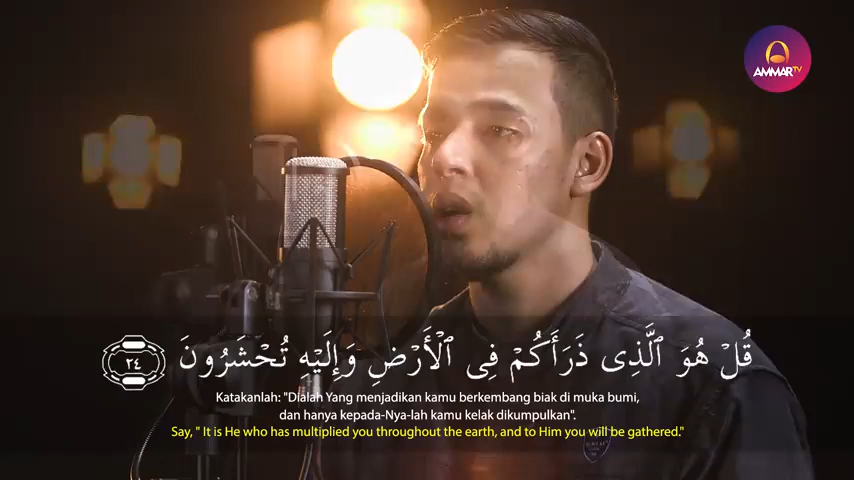 AMMARTV
قُلْ هُوَ ٱلَّذِى ذَرَأَكُمْ فِى ٱلْأَرْضِ وَإِلَيْهِ تُحْشَرُونَ ٢٤
Katakanlah: "Dialah Yang menjadikan kamu berkembang biak di muka bumi,
dan hanya kepada-Nya-lah kamu kelak dikumpulkan".
Say, " It is He who has multiplied you throughout the earth, and to Him you will be gathered."